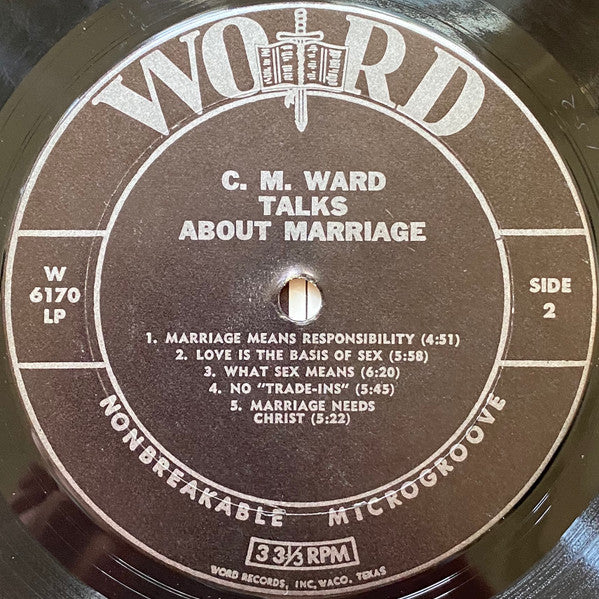 WORD
C. M. WARD
TALKS
ABOUT MARRIAGE
W
6170
LP
SIDE
2
1. MARRIAGE MEANS RESPONSIBILITY (4:51)
2. LOVE IS THE BASIS OF SEX (5:58)
3. WHAT SEX MEANS (6:20)
4. NO "TRADE-INS" (5:45)
5. MARRIAGE NEEDS
CHRIST (5:22)
NONBREAKABLE MICROGROOVE
33⅓ RPM
WORD RECORDS, INC, WACO, TEXAS